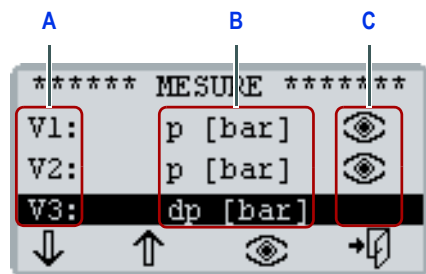 A B C
****** MESURE *******
V1: p [bar]
V2: p [bar]
V3: dp [bar]